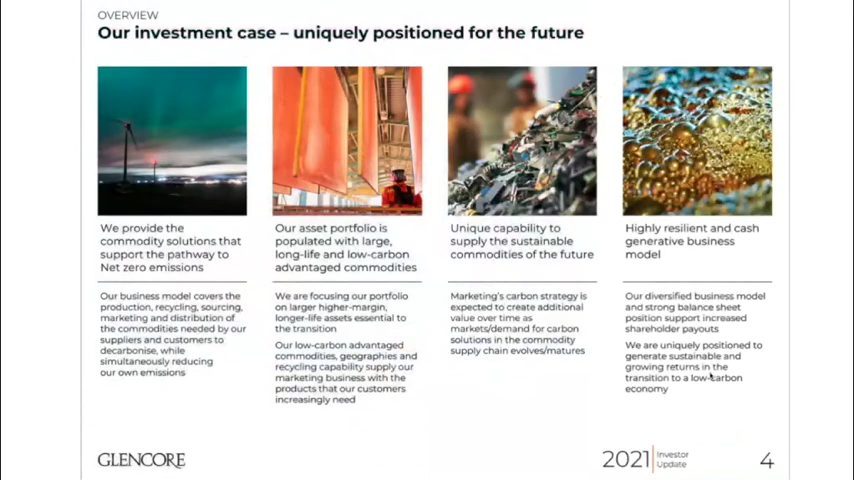 OVERVIEW
Our investment case – uniquely positioned for the future
We provide the
commodity solutions that
support the pathway to
Net zero emissions
Our business model covers the
production, recycling, sourcing,
marketing and distribution of
the commodities needed by our
suppliers and customers to
decarbonise, while
simultaneously reducing
our own emissions
Our asset portfolio is
populated with large,
long-life and low-carbon
advantaged commodities
We are focusing our portfolio
on larger higher-margin,
longer-life assets essential to
the transition
Our low-carbon advantaged
commodities, geographies and
recycling capability supply our
marketing business with the
products that our customers
increasingly need
Unique capability to
supply the sustainable
commodities of the future
Marketing's carbon strategy is
expected to create additional
value over time as
markets/demand for carbon
solutions in the commodity
supply chain evolves/matures
Highly resilient and cash
generative business
model
Our diversified business model
and strong balance sheet
position support increased
shareholder payouts
We are uniquely positioned to
generate sustainable and
growing returns in the
transition to a low-carbon
economy
GLENCORE
2021
Investor
Update
4